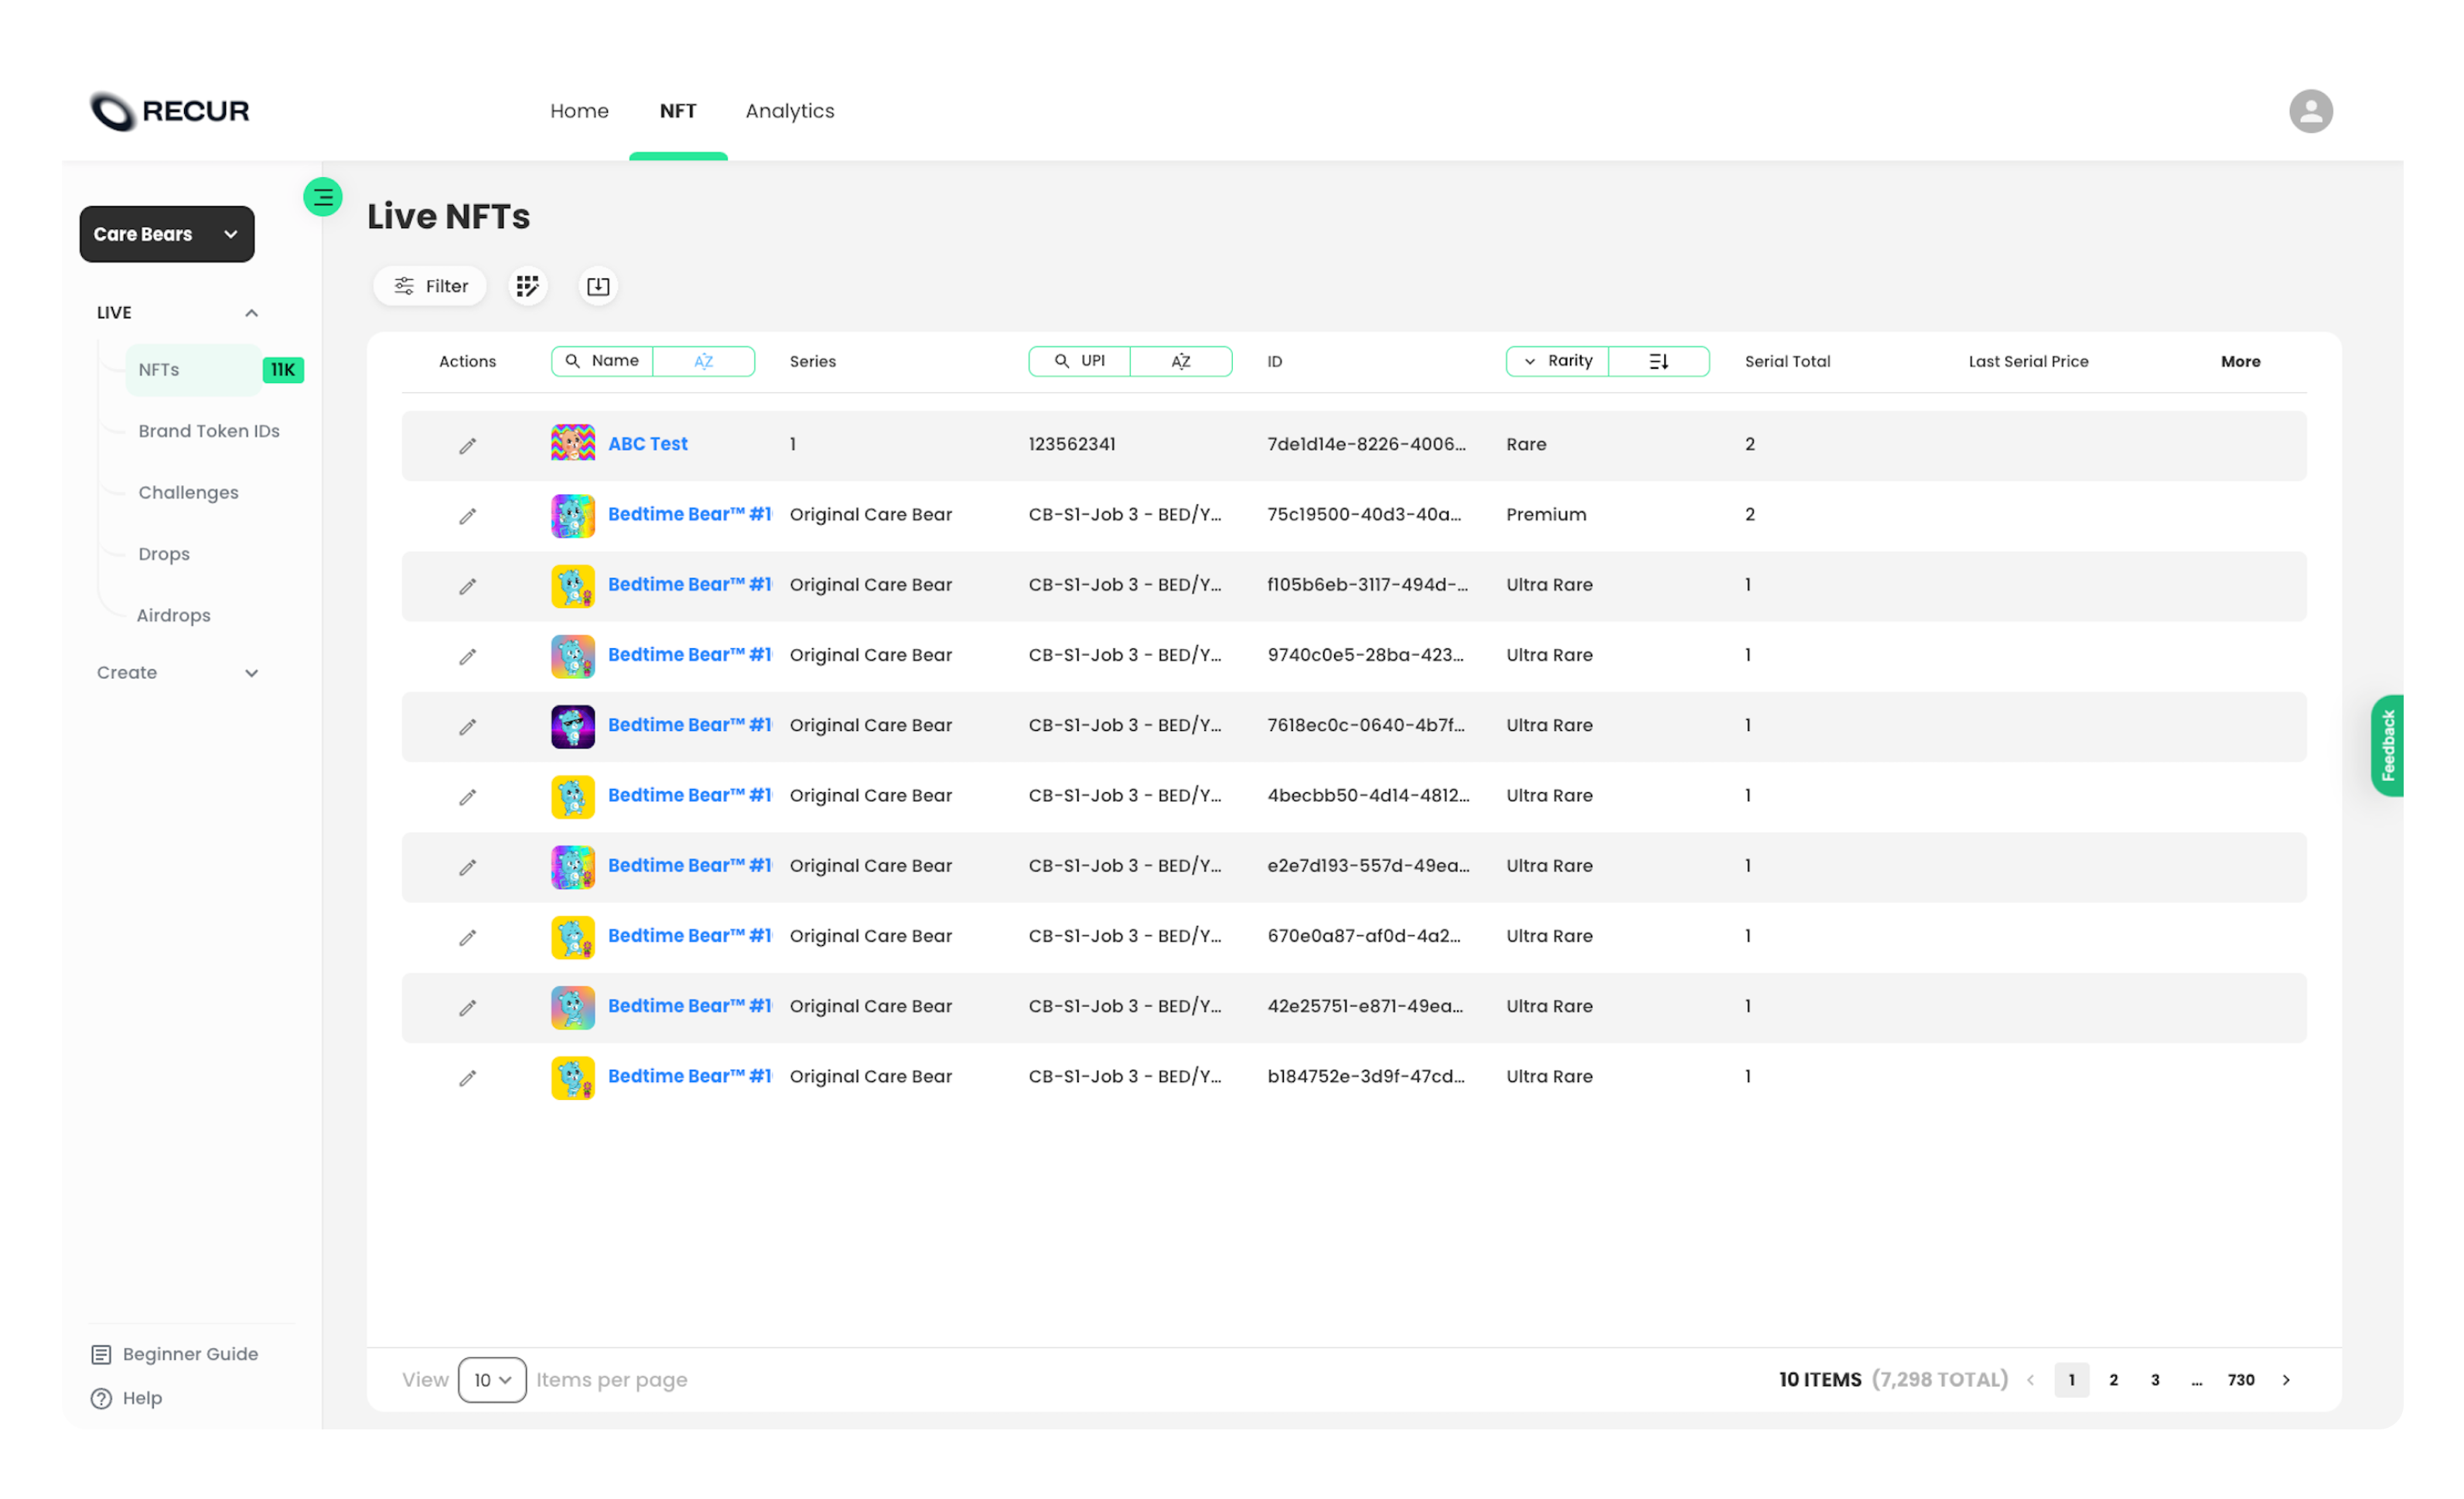 RECUR
Home NFT Analytics
Care Bears
Live NFTs
Filter
LIVE
NFTs 11K
Brand Token IDs
Challenges
Drops
Airdrops
Create
Actions Name AZ Series UPI AZ ID Rarity Serial Total Last Serial Price More
ABC Test 1 123562341 7de1d14e-8226-4006... Rare 2
Bedtime Bear™ #1 Original Care Bear CB-S1-Job 3 - BED/Y... 75c19500-40d3-40a... Premium 2
Bedtime Bear™ #1 Original Care Bear CB-S1-Job 3 - BED/Y... f105b6eb-3117-494d-... Ultra Rare 1
Bedtime Bear™ #1 Original Care Bear CB-S1-Job 3 - BED/Y... 9740c0e5-28ba-423... Ultra Rare 1
Bedtime Bear™ #1 Original Care Bear CB-S1-Job 3 - BED/Y... 7618ec0c-0640-4b7f... Ultra Rare 1
Bedtime Bear™ #1 Original Care Bear CB-S1-Job 3 - BED/Y... 4becbb50-4d14-4812... Ultra Rare 1
Bedtime Bear™ #1 Original Care Bear CB-S1-Job 3 - BED/Y... e2e7d193-557d-49ea... Ultra Rare 1
Bedtime Bear™ #1 Original Care Bear CB-S1-Job 3 - BED/Y... 670e0a87-af0d-4a2... Ultra Rare 1
Bedtime Bear™ #1 Original Care Bear CB-S1-Job 3 - BED/Y... 42e25751-e871-49ea... Ultra Rare 1
Bedtime Bear™ #1 Original Care Bear CB-S1-Job 3 - BED/Y... b184752e-3d9f-47cd... Ultra Rare 1
Feedback
Beginner Guide
Help
View 10 Items per page
10 ITEMS (7,298 TOTAL) 1 2 3 ... 730